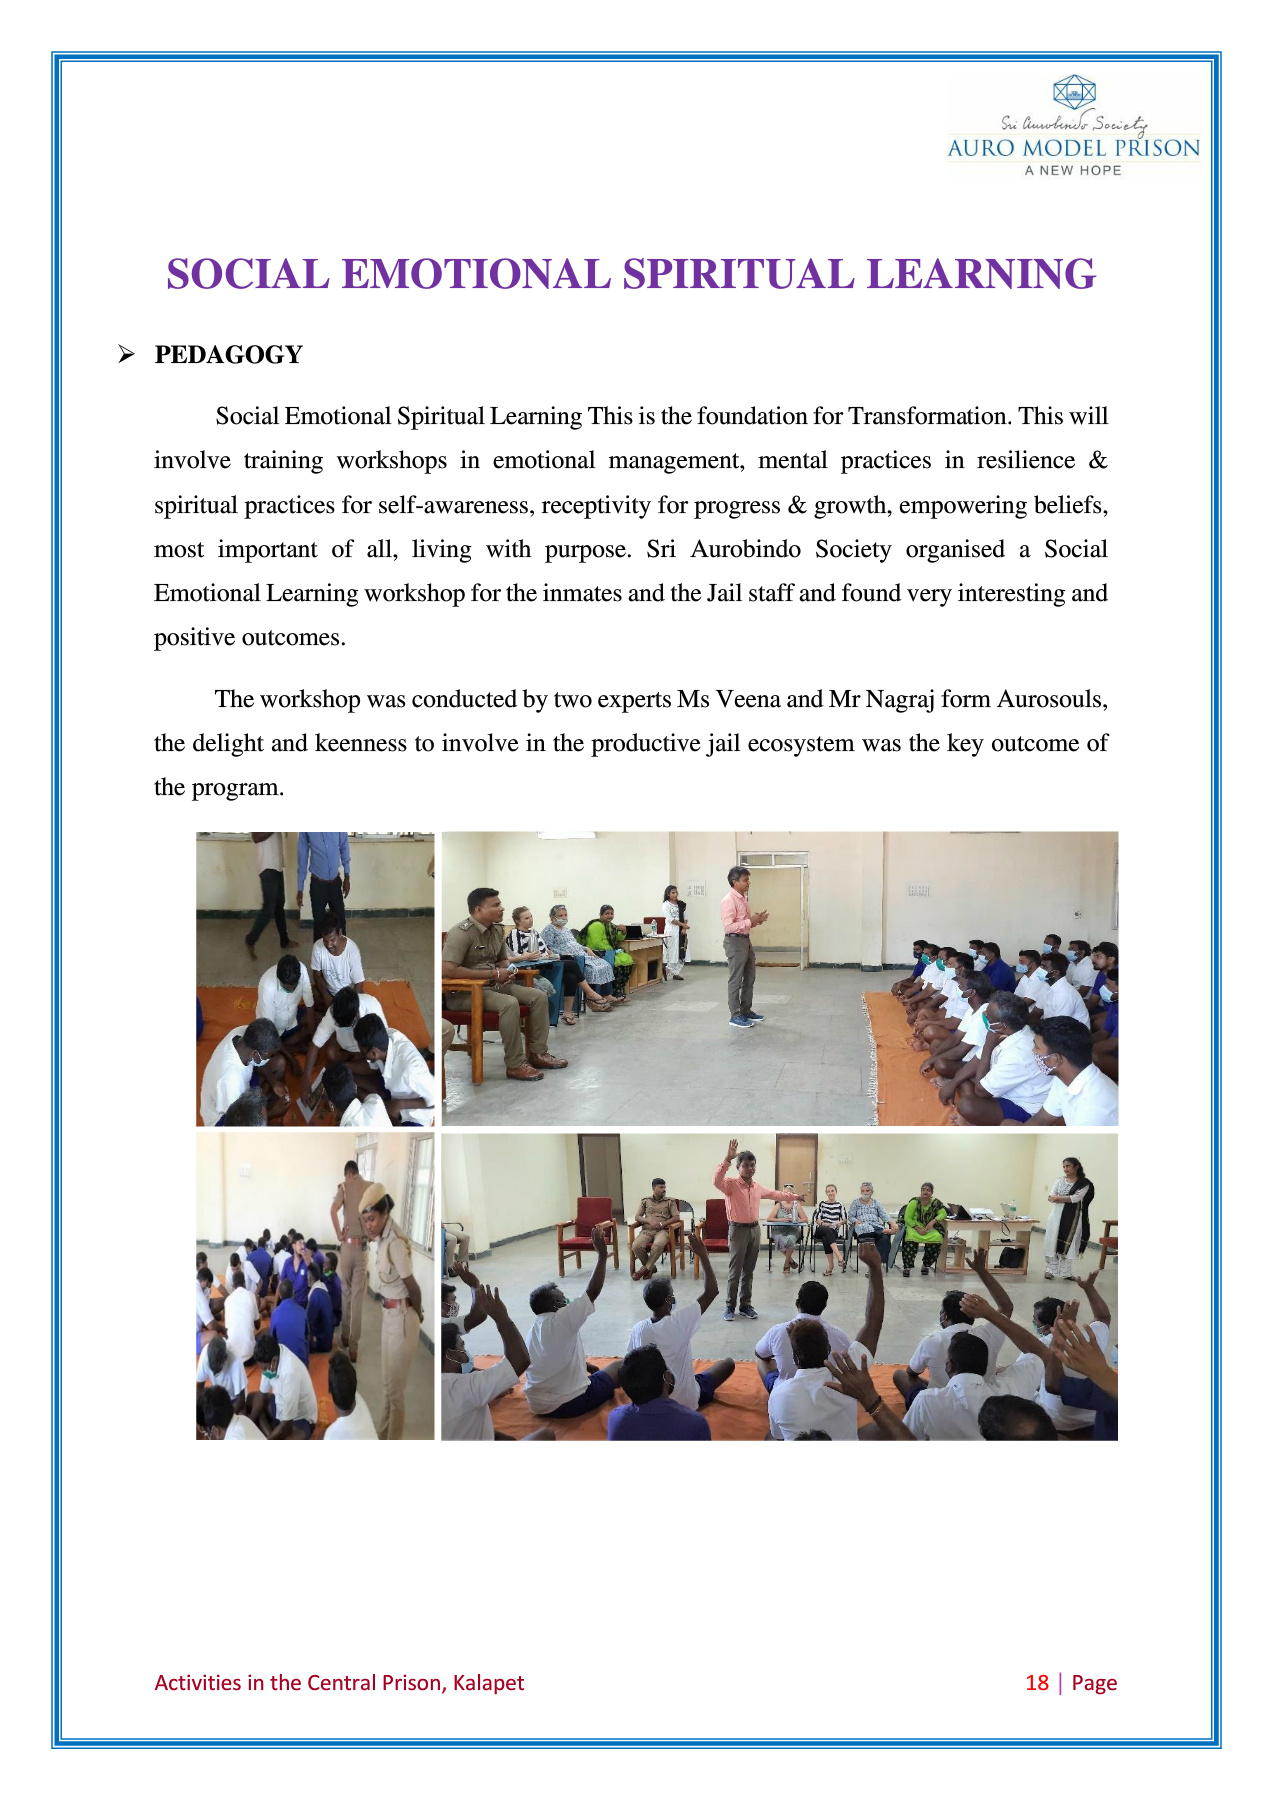 Sri Aurobindo Society
AURO MODEL PRISON
A NEW HOPE
SOCIAL EMOTIONAL SPIRITUAL LEARNING
➢ PEDAGOGY
Social Emotional Spiritual Learning This is the foundation for Transformation. This will
involve training workshops in emotional management, mental practices in resilience &
spiritual practices for self-awareness, receptivity for progress & growth, empowering beliefs,
most important of all, living with purpose. Sri Aurobindo Society organised a Social
Emotional Learning workshop for the inmates and the Jail staff and found very interesting and
positive outcomes.
The workshop was conducted by two experts Ms Veena and Mr Nagraj form Aurosouls,
the delight and keenness to involve in the productive jail ecosystem was the key outcome of
the program.
Activities in the Central Prison, Kalapet
18 | Page